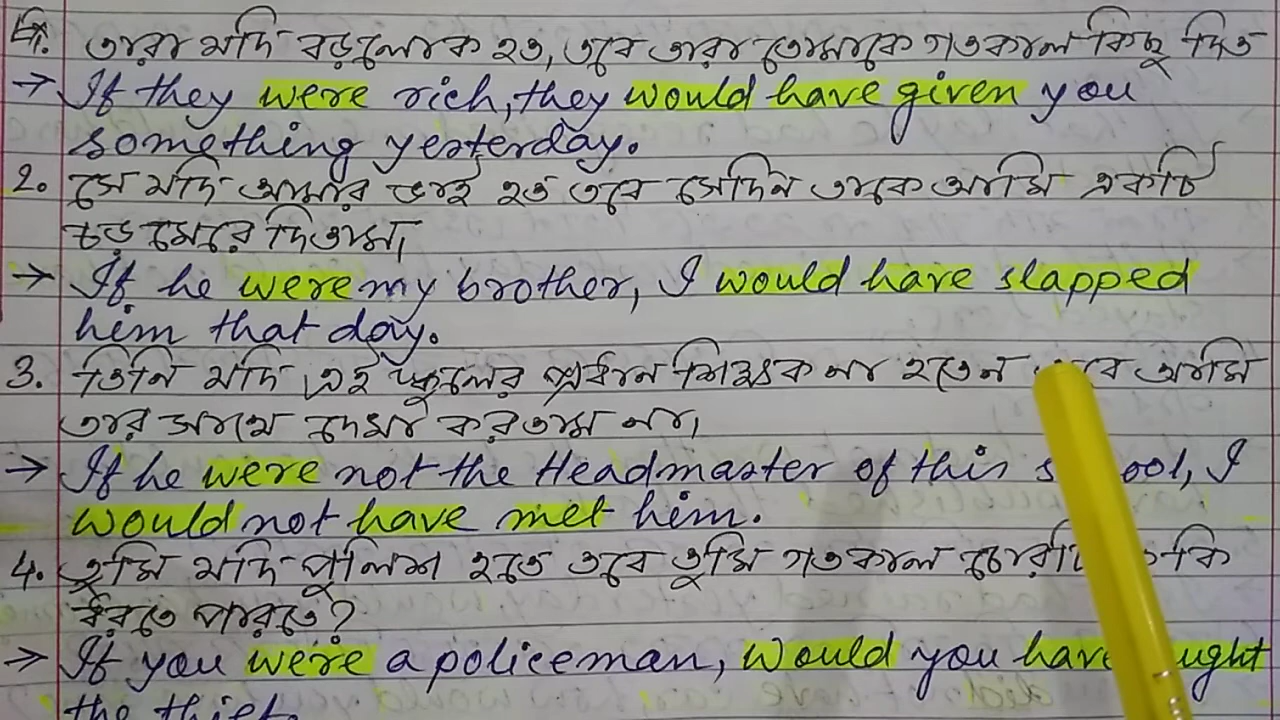 তারা যদি বড়লোক হত, তবে তারা তোমাকে গতকাল কিছু দিত
→ If they were rich, they would have given you
something yesterday.
2. সে যদি আমার ভাই হত তবে সেদিন তাকে আমি একটি
চড় মেরে দিতাম।
→ If he were my brother, I would have slapped
him that day.
3. তিনি যদি এই স্কুলের প্রধান শিক্ষক না হতেন আমি
তার সাথে দেখা করতাম না।
→ If he were not the Headmaster of this I
would not have met him.
4. তুমি যদি পুলিশ হতে তবে তুমি গতকাল কি
ধরতে পারতে?
→ If you were a policeman, would you have
the thief.